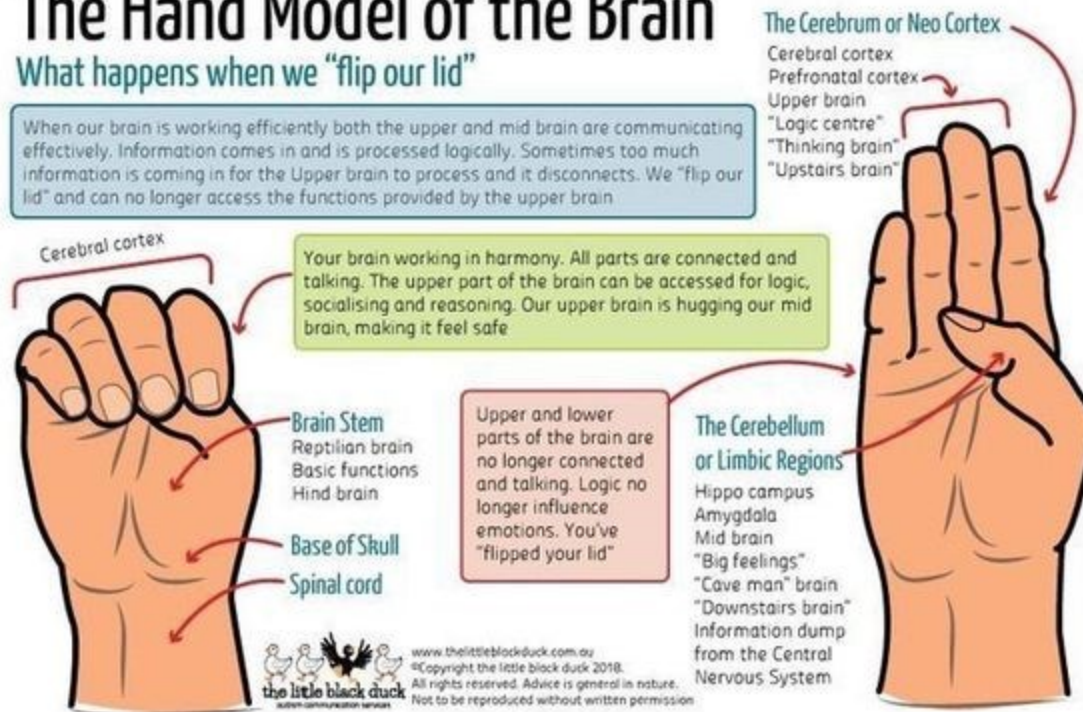 The Hand Model of the Brain
What happens when we "flip our lid"
When our brain is working efficiently both the upper and mid brain are communicating
effectively. Information comes in and is processed logically. Sometimes too much
information is coming in for the Upper brain to process and it disconnects. We "flip our
lid" and can no longer access the functions provided by the upper brain
The Cerebrum or Neo Cortex
Cerebral cortex
Prefronatal cortex
Upper brain
"Logic centre"
"Thinking brain"
"Upstairs brain"
Cerebral cortex
Your brain working in harmony. All parts are connected and
talking. The upper part of the brain can be accessed for logic,
socialising and reasoning. Our upper brain is hugging our mid
brain, making it feel safe
Brain Stem
Reptilian brain
Basic functions
Hind brain
Base of Skull
Spinal cord
Upper and lower
parts of the brain are
no longer connected
and talking. Logic no
longer influence
emotions. You've
"flipped your lid"
The Cerebellum
or Limbic Regions
Hippo campus
Amygdala
Mid brain
"Big feelings"
"Cave man" brain
"Downstairs brain"
Information dump
from the Central
Nervous System
the little black duck
autism communication services
www.thelittleblackduck.com.au
©Copyright the little black duck 2018.
All rights reserved. Advice is general in nature.
Not to be reproduced without written permission